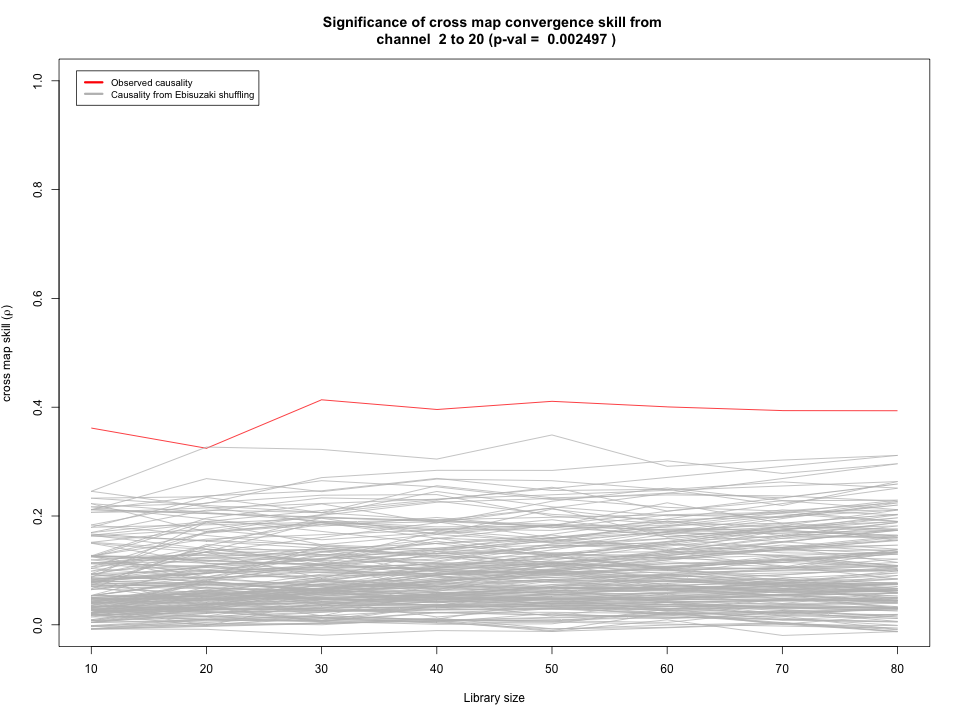 Significance of cross map convergence skill from
channel  2 to 20 (p-val =  0.002497 )
Observed causality
Causality from Ebisuzaki shuffling
cross map skill (ρ)
1.0
0.8
0.6
0.4
0.2
0.0
10 20 30 40 50 60 70 80
Library size